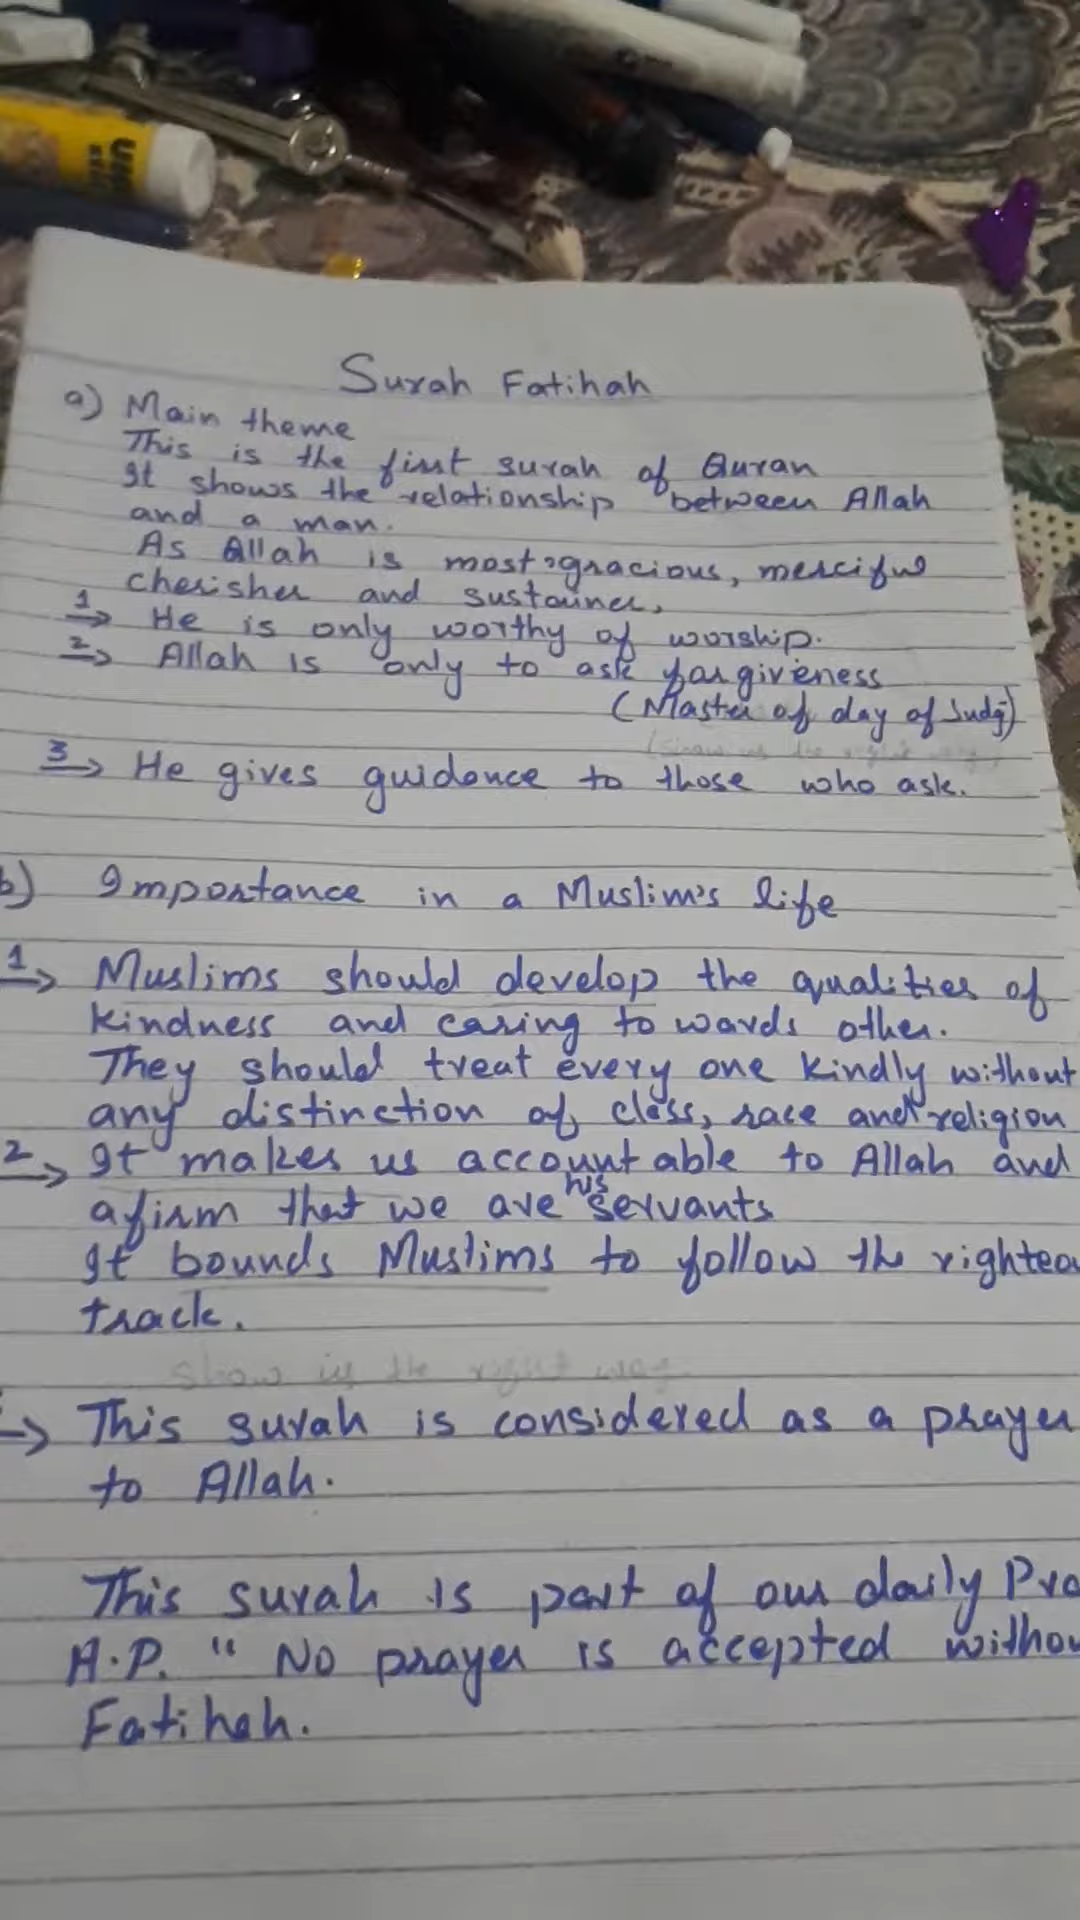 Surah Fatihah
a) Main theme
This is the first surah of Quran
It shows the relationship between Allah
and a man.
As Allah is most gracious, merciful
cherisher and sustainer,
1→ He is only worthy of worship.
2→ Allah is only to ask forgiveness
(Master of day of Judg)
3→ He gives guidance to those who ask.
b) Importance in a Muslim's life
1→ Muslims should develop the qualities of
kindness and caring towards other.
They should treat every one kindly without
any distinction of class, race and religion
2→ It makes us accountable to Allah and
afirm that we are his servants
It bounds Muslims to follow the righteo
track.
show us the right way
→ This surah is considered as a prayer
to Allah.
This surah is part of our daily Pra
H.P. "No prayer is accepted withou
Fatihah.